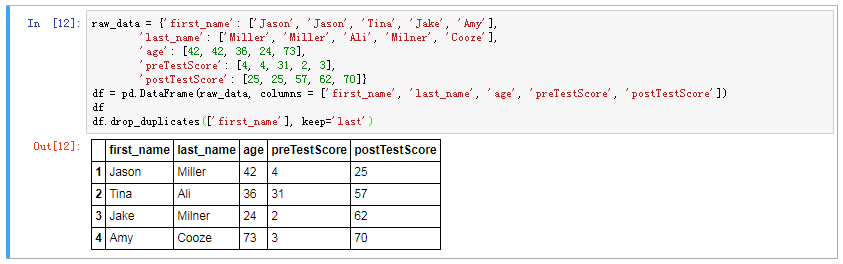 In [12]: raw_data = {'first_name': ['Jason', 'Jason', 'Tina', 'Jake', 'Amy'],
'last_name': ['Miller', 'Miller', 'Ali', 'Milner', 'Cooze'],
'age': [42, 42, 36, 24, 73],
'preTestScore': [4, 4, 31, 2, 3],
'postTestScore': [25, 25, 57, 62, 70]}
df = pd.DataFrame(raw_data, columns = ['first_name', 'last_name', 'age', 'preTestScore', 'postTestScore'])
df
df.drop_duplicates(['first_name'], keep='last')
Out[12]:
first_name last_name age preTestScore postTestScore
1 Jason Miller 42 4 25
2 Tina Ali 36 31 57
3 Jake Milner 24 2 62
4 Amy Cooze 73 3 70